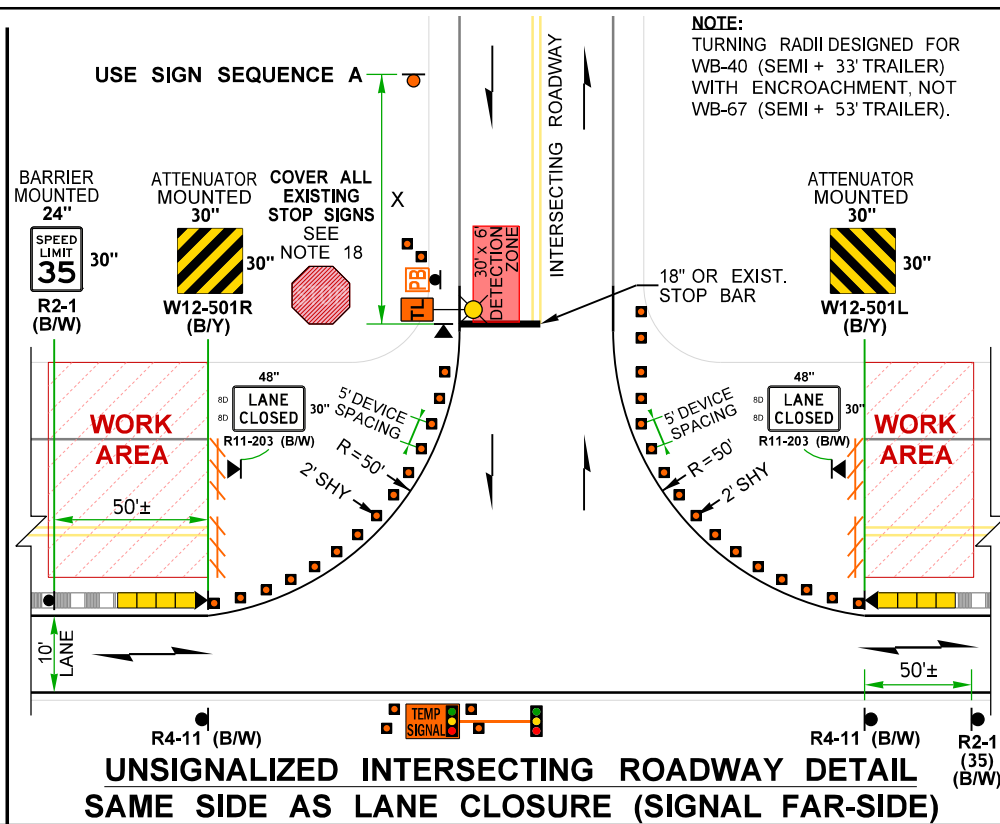 NOTE:
TURNING RADII DESIGNED FOR
WB-40 (SEMI + 33' TRAILER)
WITH ENCROACHMENT, NOT
WB-67 (SEMI + 53' TRAILER).
USE SIGN SEQUENCE A
INTERSECTING ROADWAY
BARRIER
MOUNTED
24"
SPEED
LIMIT
35
30"
R2-1
(B/W)
ATTENUATOR
MOUNTED
30"
30"
W12-501R
(B/Y)
COVER ALL
EXISTING
STOP SIGNS
SEE
NOTE 18
STOP
X
PB
TL
30' x 6'
DETECTION
ZONE
18" OR EXIST.
STOP BAR
ATTENUATOR
MOUNTED
30"
30"
W12-501L
(B/Y)
WORK
AREA
50'±
48"
8D
8D
LANE
CLOSED
30"
R11-203 (B/W)
5' DEVICE
SPACING
R = 50'
2' SHY
5' DEVICE
SPACING
R = 50'
2' SHY
48"
8D
8D
LANE
CLOSED
30"
R11-203 (B/W)
WORK
AREA
10'
LANE
50'±
R4-11 (B/W)
TEMP
SIGNAL
R4-11 (B/W)
R2-1
(35)
(B/W)
UNSIGNALIZED INTERSECTING ROADWAY DETAIL
SAME SIDE AS LANE CLOSURE (SIGNAL FAR-SIDE)